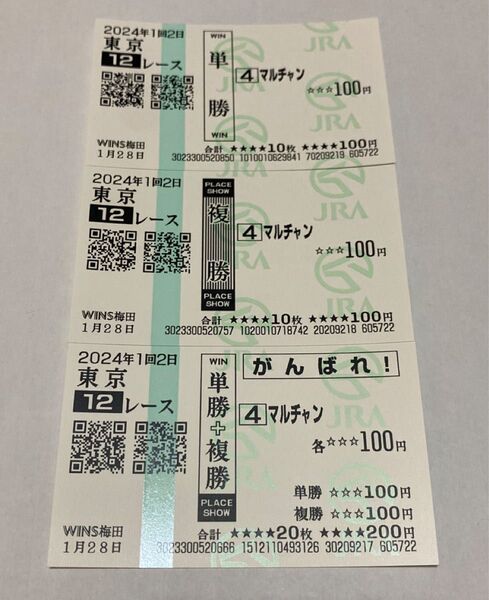 2024年1回2日
東京
12レース
WIN
単勝
WIN
4 マルチャン
☆☆☆100円
JRA
JRA
WINS梅田
1月28日
合計 ★★★★10枚 ★★★★100円
3023300520850 1010010629841 70209219 605722
2024年1回2日
東京
12レース
PLACE
SHOW
複勝
PLACE
SHOW
4 マルチャン
☆☆☆100円
JRA
JRA
WINS梅田
1月28日
合計 ★★★★10枚 ★★★★100円
3023300520757 1020010718742 20209218 605722
2024年1回2日
東京
12レース
WIN
単勝+複勝
PLACE
SHOW
がんばれ!
4 マルチャン
各☆☆☆100円
単勝 ☆☆☆100円
複勝 ☆☆☆100円
JRA
WINS梅田
1月28日
合計 ★★★★20枚 ★★★★200円
3023300520666 1512110493126 30209217 605722